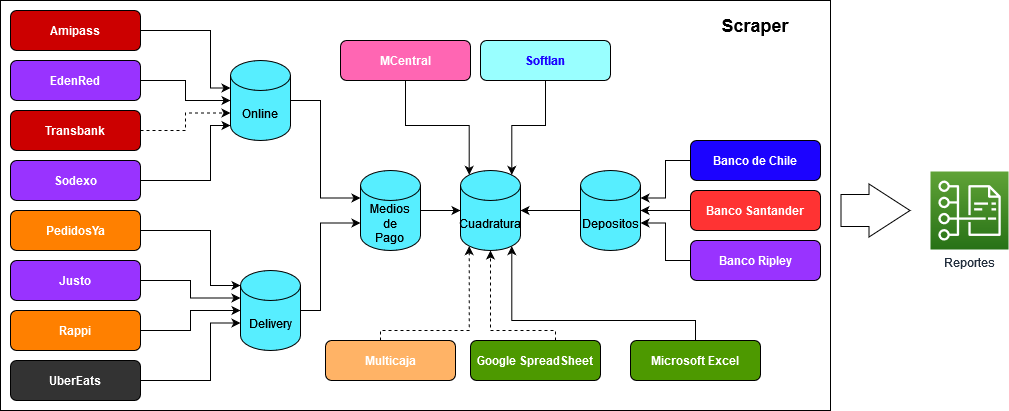 Scraper
Amipass
EdenRed
Transbank
Sodexo
PedidosYa
Justo
Rappi
UberEats
Online
Delivery
MCentral
Softlan
Medios
de
Pago
Cuadratura
Depositos
Banco de Chile
Banco Santander
Banco Ripley
Multicaja
Google SpreadSheet
Microsoft Excel
Reportes